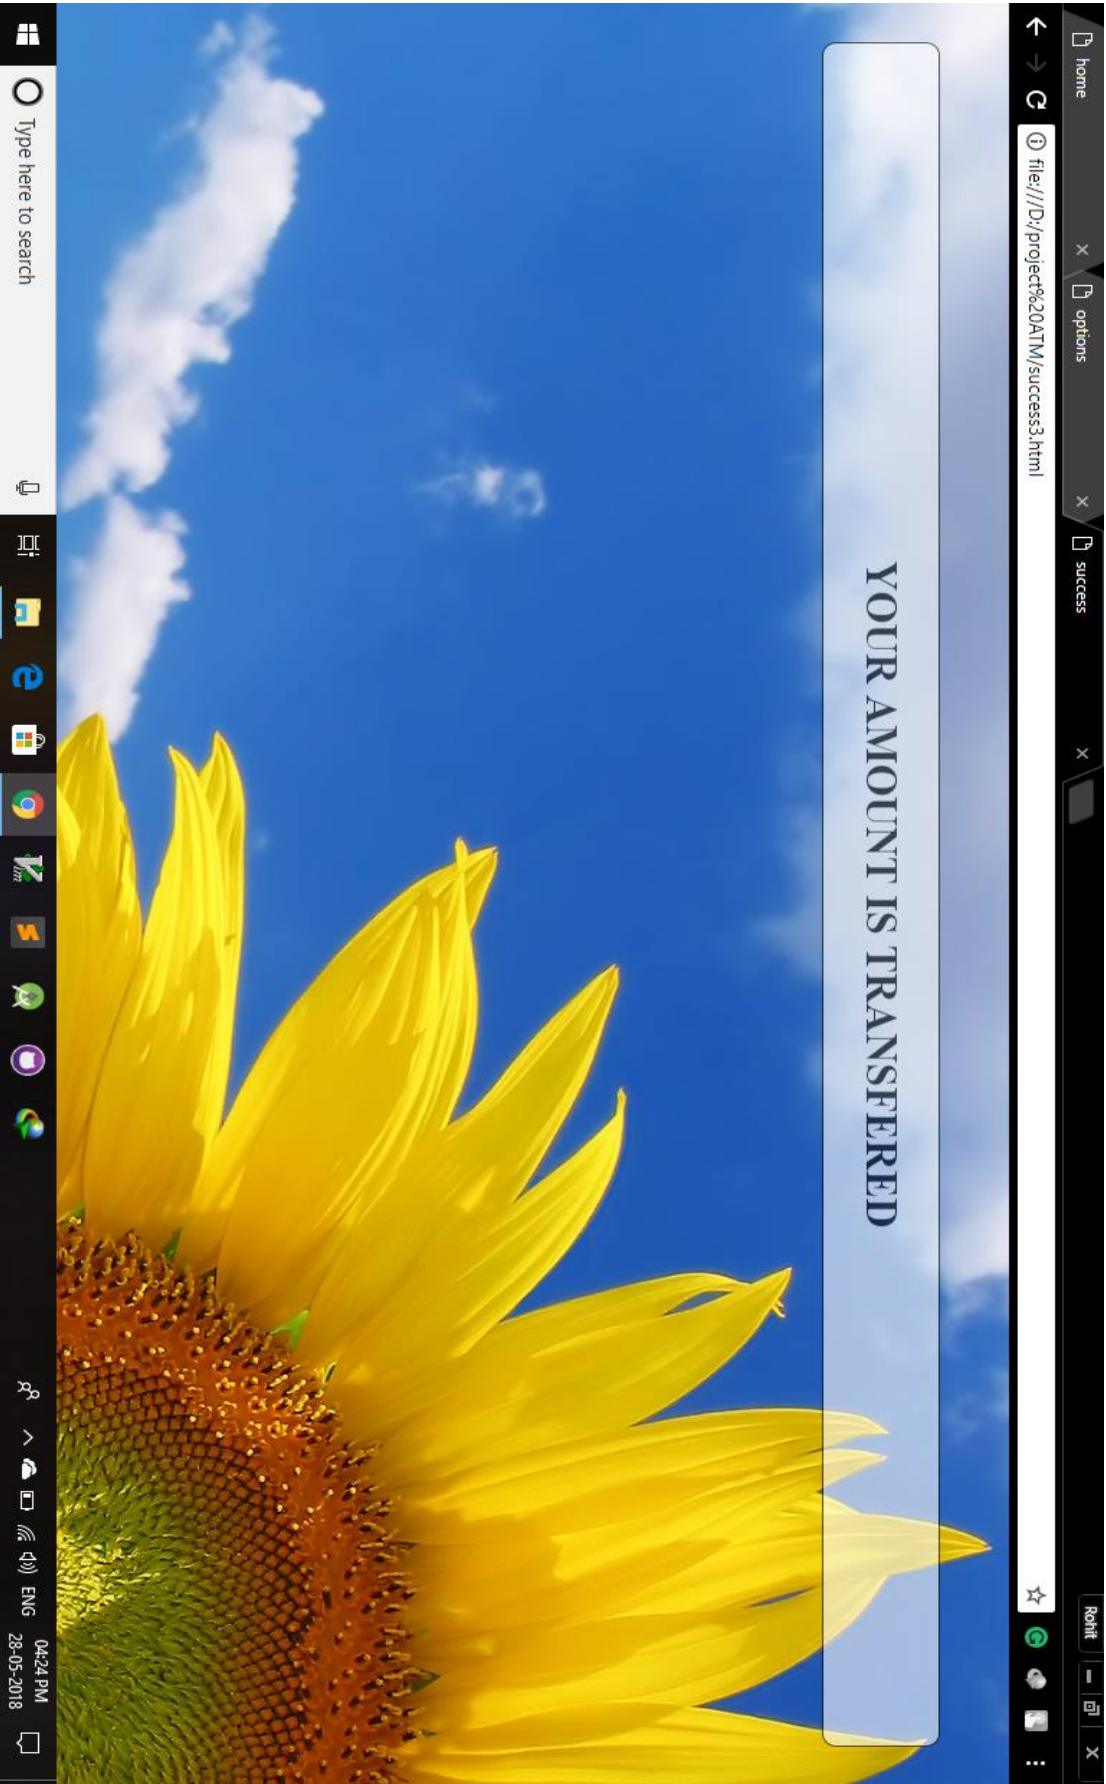 home
options
success
Rohit
file:///D:/project%20ATM/success3.html
YOUR AMOUNT IS TRANSFERED
Type here to search
ENG
04:24 PM
28-05-2018